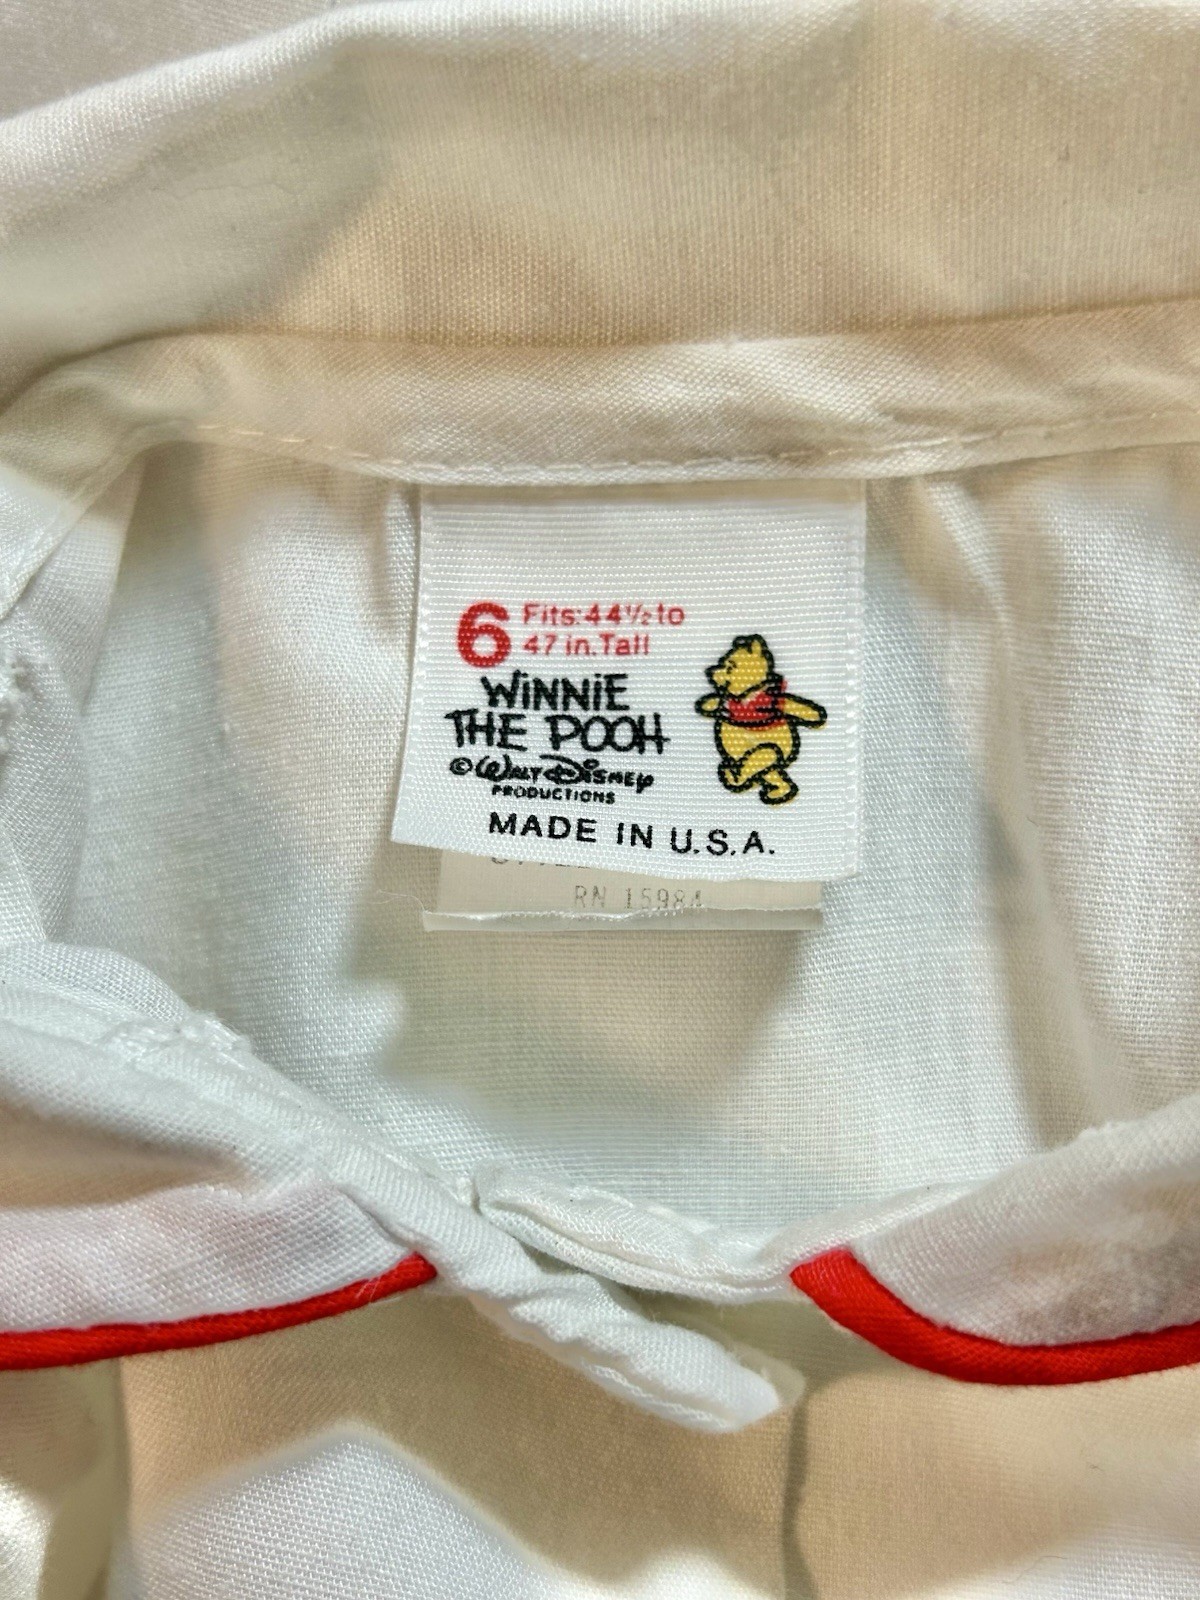 6 Fits: 44½ to
47 in. Tall
WiNNiE
THE POOH
© WALT DISNEY
PRODUCTIONS
MADE IN U.S.A.
RN 15984